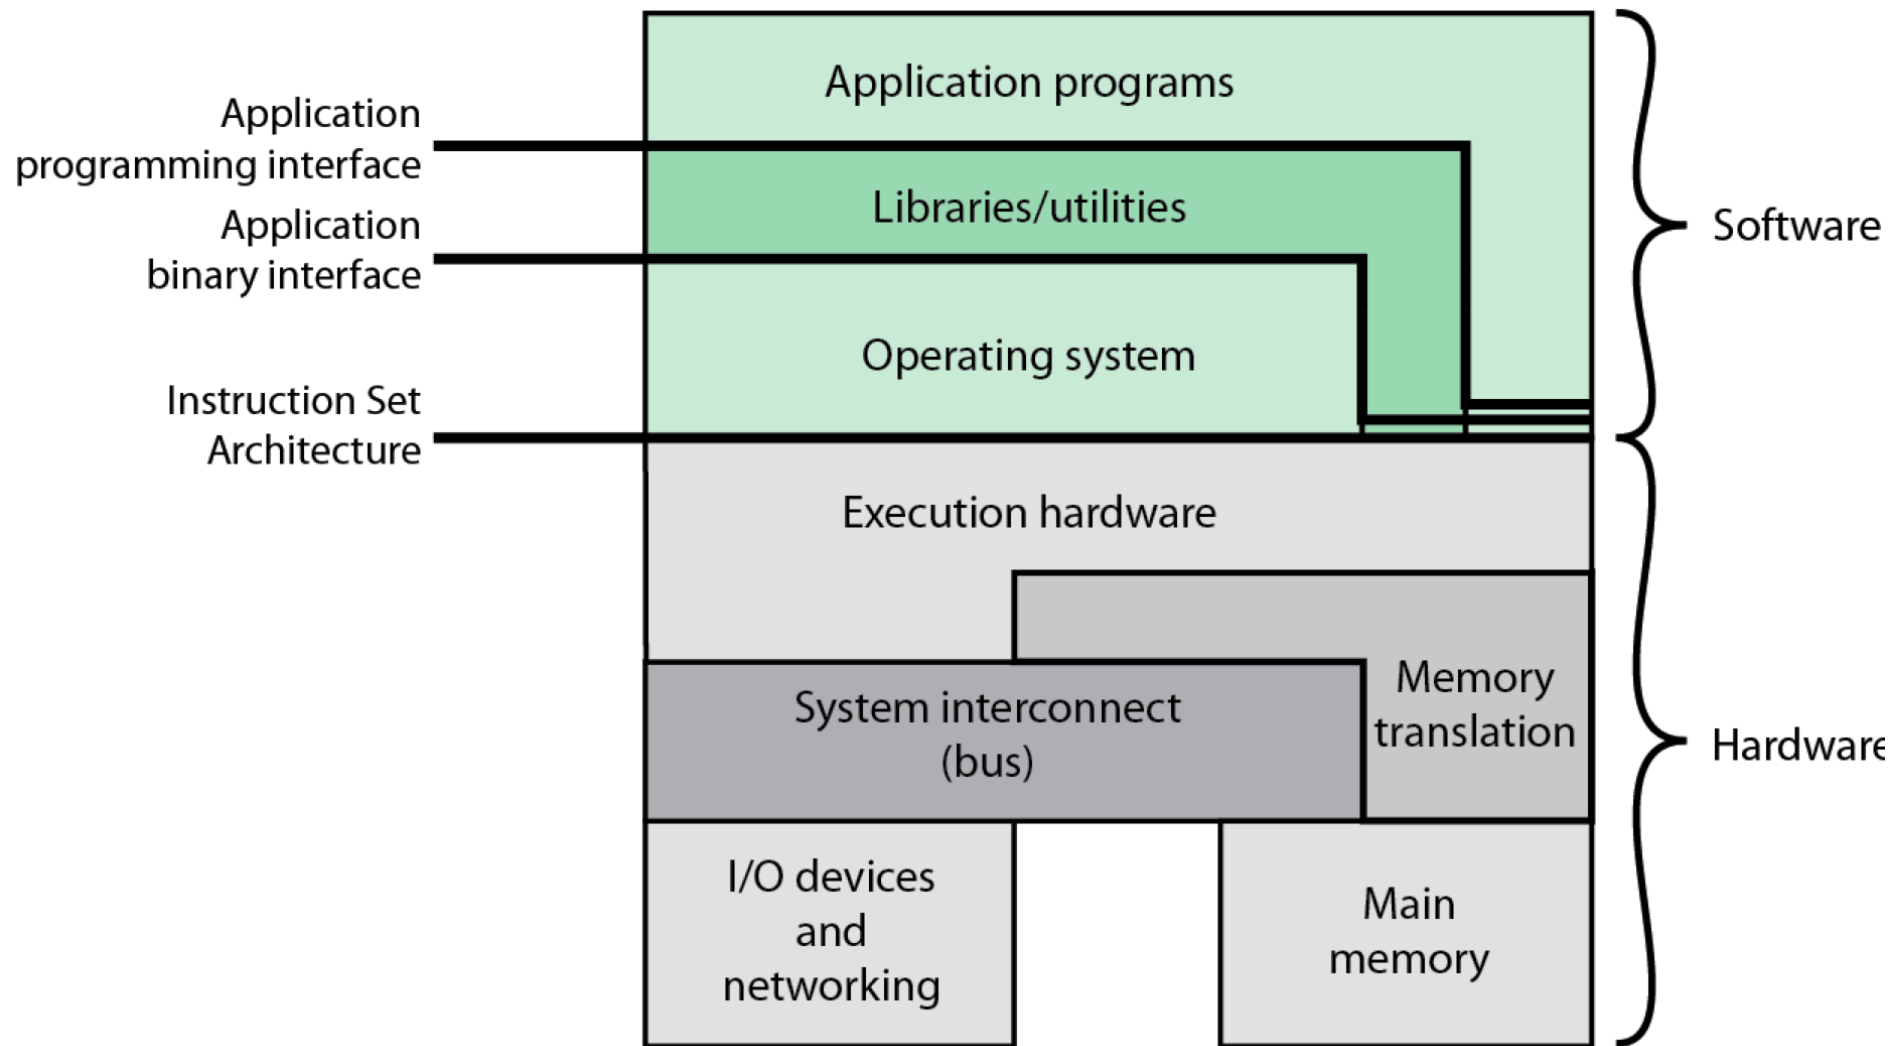 Application programs
Application
programming interface
Libraries/utilities
Application
binary interface
Software
Operating system
Instruction Set
Architecture
Execution hardware
Memory
translation
System interconnect
(bus)
Hardware
I/O devices
and
networking
Main
memory